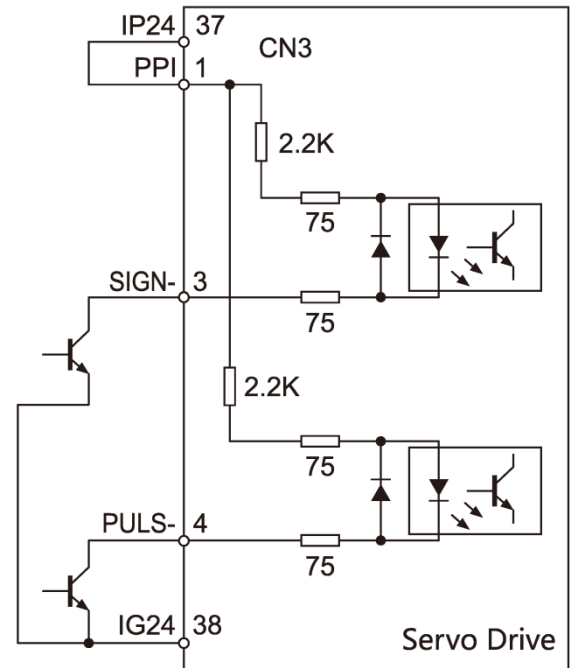 IP24 37
CN3
PPI 1
2.2K
75
SIGN- 3
75
2.2K
75
PULS- 4
75
IG24 38
Servo Drive